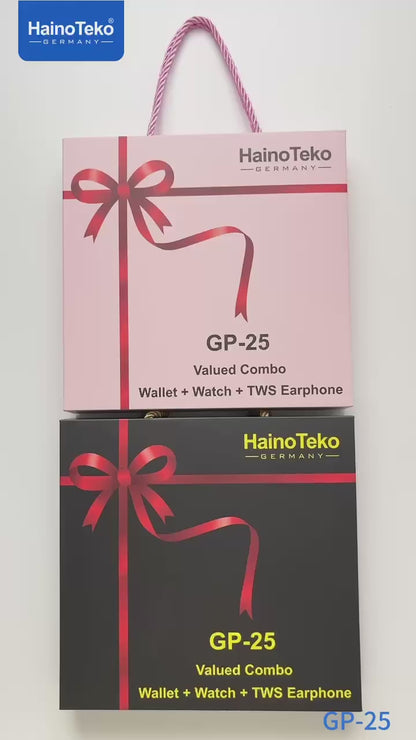 HainoTeko®
GERMANY
HainoTeko
GERMANY
GP-25
Valued Combo
Wallet + Watch + TWS Earphone
HainoTeko
GERMANY
GP-25
Valued Combo
Wallet + Watch + TWS Earphone
GP-25